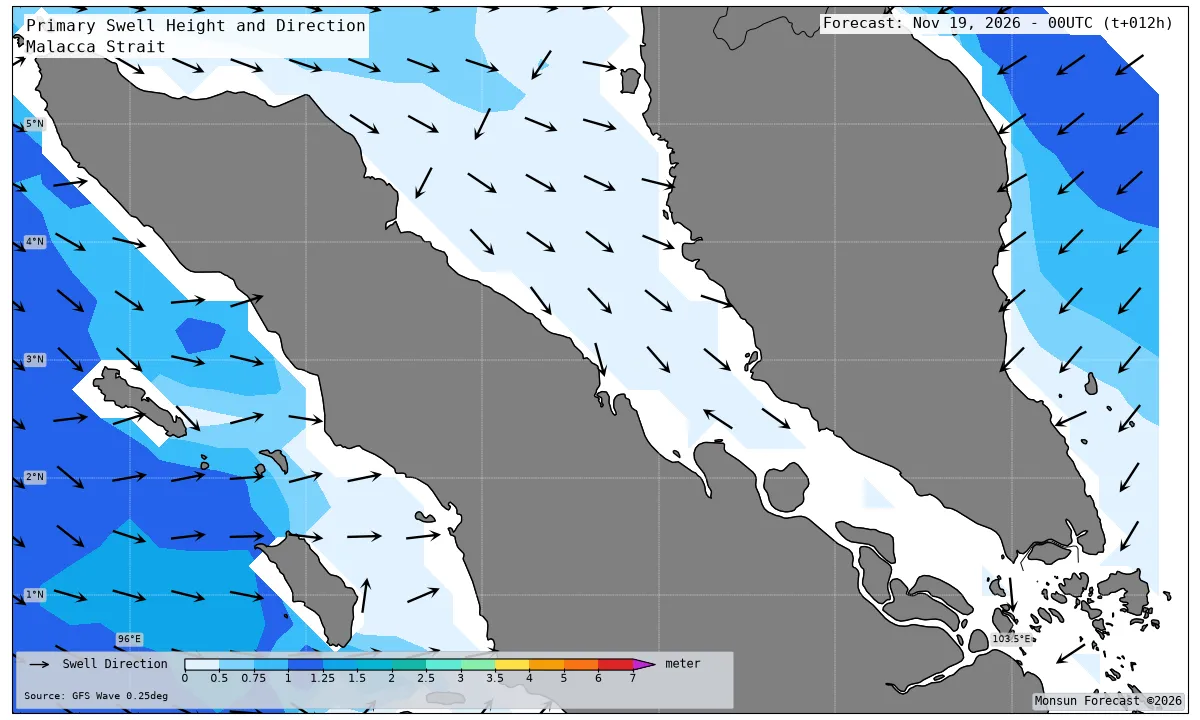 Primary Swell Height and Direction
Malacca Strait
Forecast: Nov 19, 2026 - 00UTC (t+012h)
5°N
4°N
3°N
2°N
1°N
96°E
103.5°E
Swell Direction
0 0.5 0.75 1 1.25 1.5 2 2.5 3 3.5 4 5 6 7
meter
Source: GFS Wave 0.25deg
Monsun Forecast ©2026